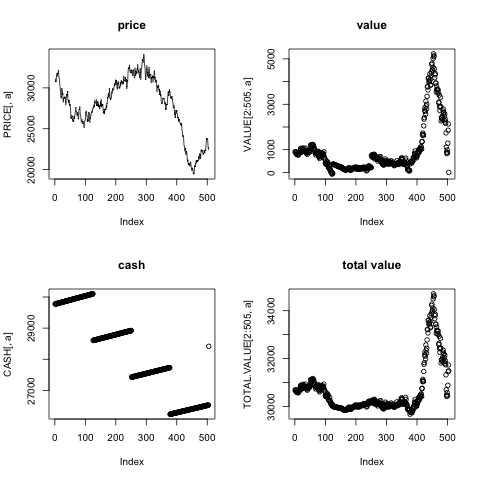 price
PRICE[, a]
20000 25000 30000
0 100 200 300 400 500
Index
value
VALUE[2:505, a]
0 1000 3000 5000
0 100 200 300 400 500
Index
cash
CASH[, a]
27000 29000
0 100 200 300 400 500
Index
total value
TOTAL.VALUE[2:505, a]
30000 32000 34000
0 100 200 300 400 500
Index